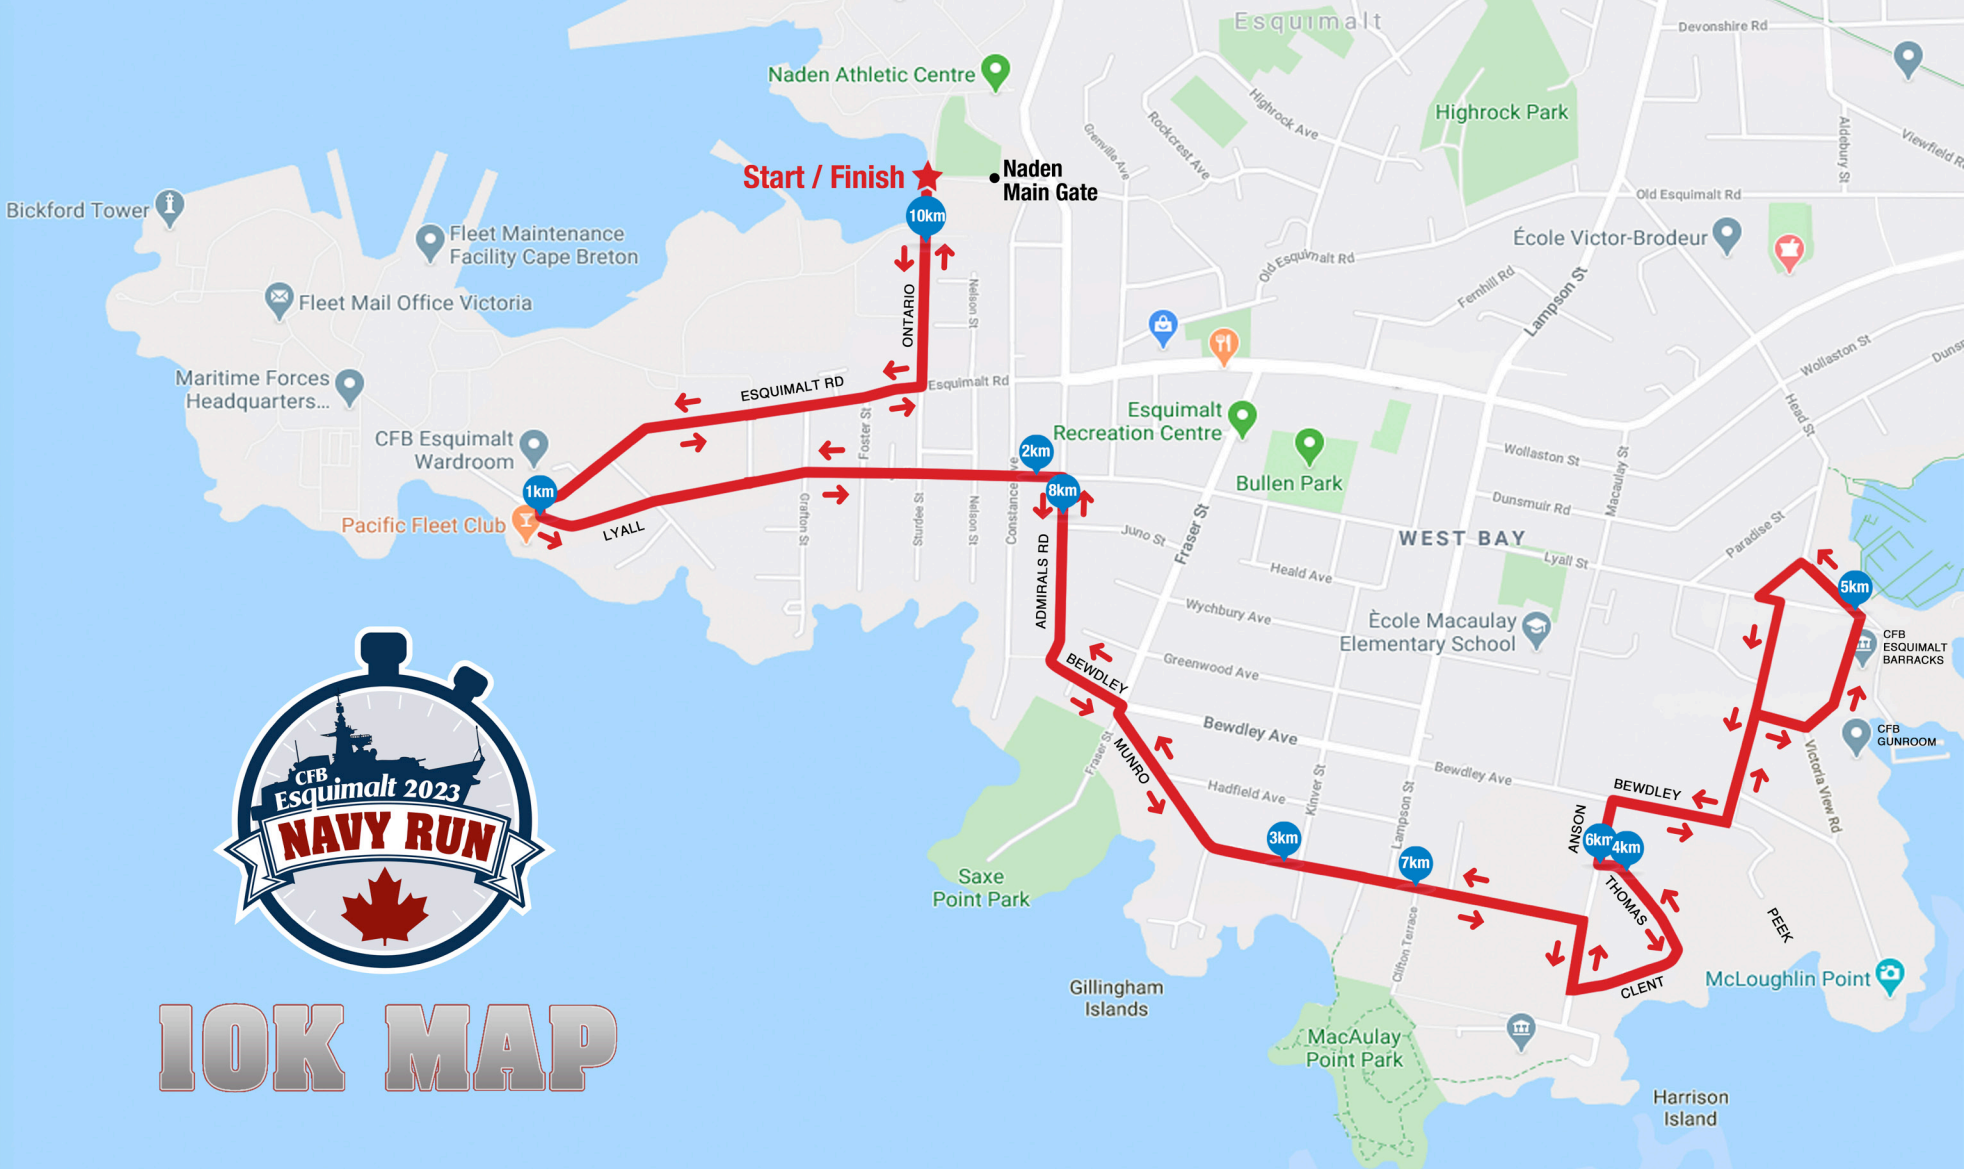 Esquimalt
Devonshire Rd
Naden Athletic Centre
Highrock Ave
Highrock Park
Grenville Ave
Rockcrest Ave
Aldebury St
Viewfield R
Start / Finish
Naden
Main Gate
Old Esquimalt Rd
Bickford Tower
10km
École Victor-Brodeur
Fleet Maintenance
Facility Cape Breton
Old Esquimalt Rd
Fernhill Rd
Lampson St
Fleet Mail Office Victoria
ONTARIO
Nelson St
Wollaston St
Duns
Maritime Forces
Headquarters...
ESQUIMALT RD
Esquimalt Rd
Head St
Esquimalt
Recreation Centre
Foster St
CFB Esquimalt
Wardroom
2km
Wollaston St
Macaulay St
Bullen Park
1km
8km
Dunsmuir Rd
Pacific Fleet Club
LYALL
Grafton St
Sturdee St
Nelson St
Constance Ave
Juno St
Fraser St
WEST BAY
Paradise St
Lyall St
ADMIRALS RD
Heald Ave
5km
Wychbury Ave
Ècole Macaulay
Elementary School
CFB
ESQUIMALT
BARRACKS
BEWDLEY
Greenwood Ave
Bewdley Ave
CFB
GUNROOM
Fraser St
MUNRO
Bewdley Ave
Victoria View Rd
Hadfield Ave
Kinver St
Lampson St
BEWDLEY
ANSON
3km
7km
6km
4km
Saxe
Point Park
THOMAS
PEEK
Clifton Terrace
CLENT
McLoughlin Point
Gillingham
Islands
MacAulay
Point Park
Harrison
Island
CFB
Esquimalt 2023
NAVY RUN
10K MAP